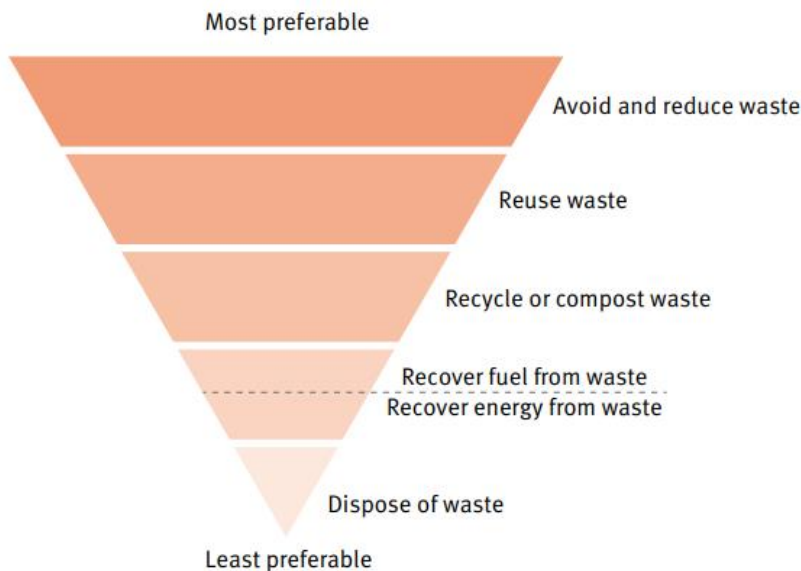 Most preferable
Avoid and reduce waste
Reuse waste
Recycle or compost waste
Recover fuel from waste
Recover energy from waste
Dispose of waste
Least preferable